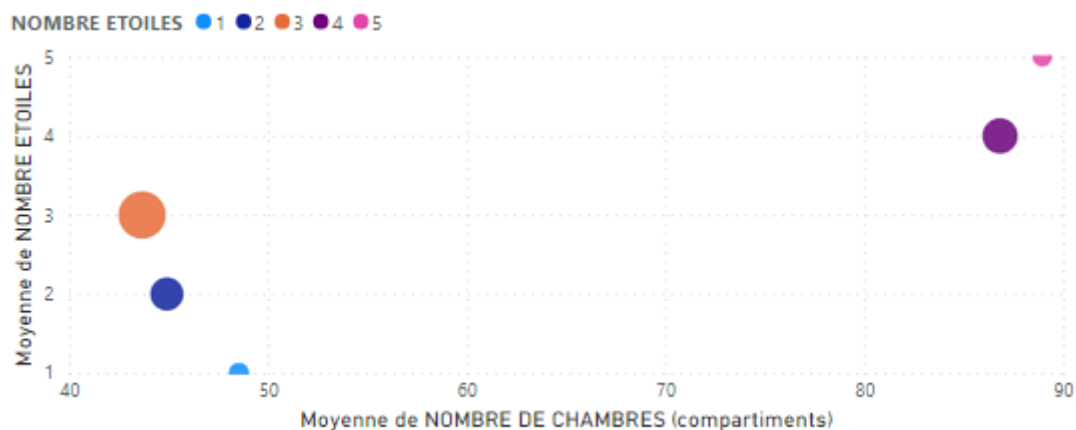 NOMBRE ETOILES 1 2 3 4 5
Moyenne de NOMBRE ETOILES
5
4
3
2
1
40 50 60 70 80 90
Moyenne de NOMBRE DE CHAMBRES (compartiments)